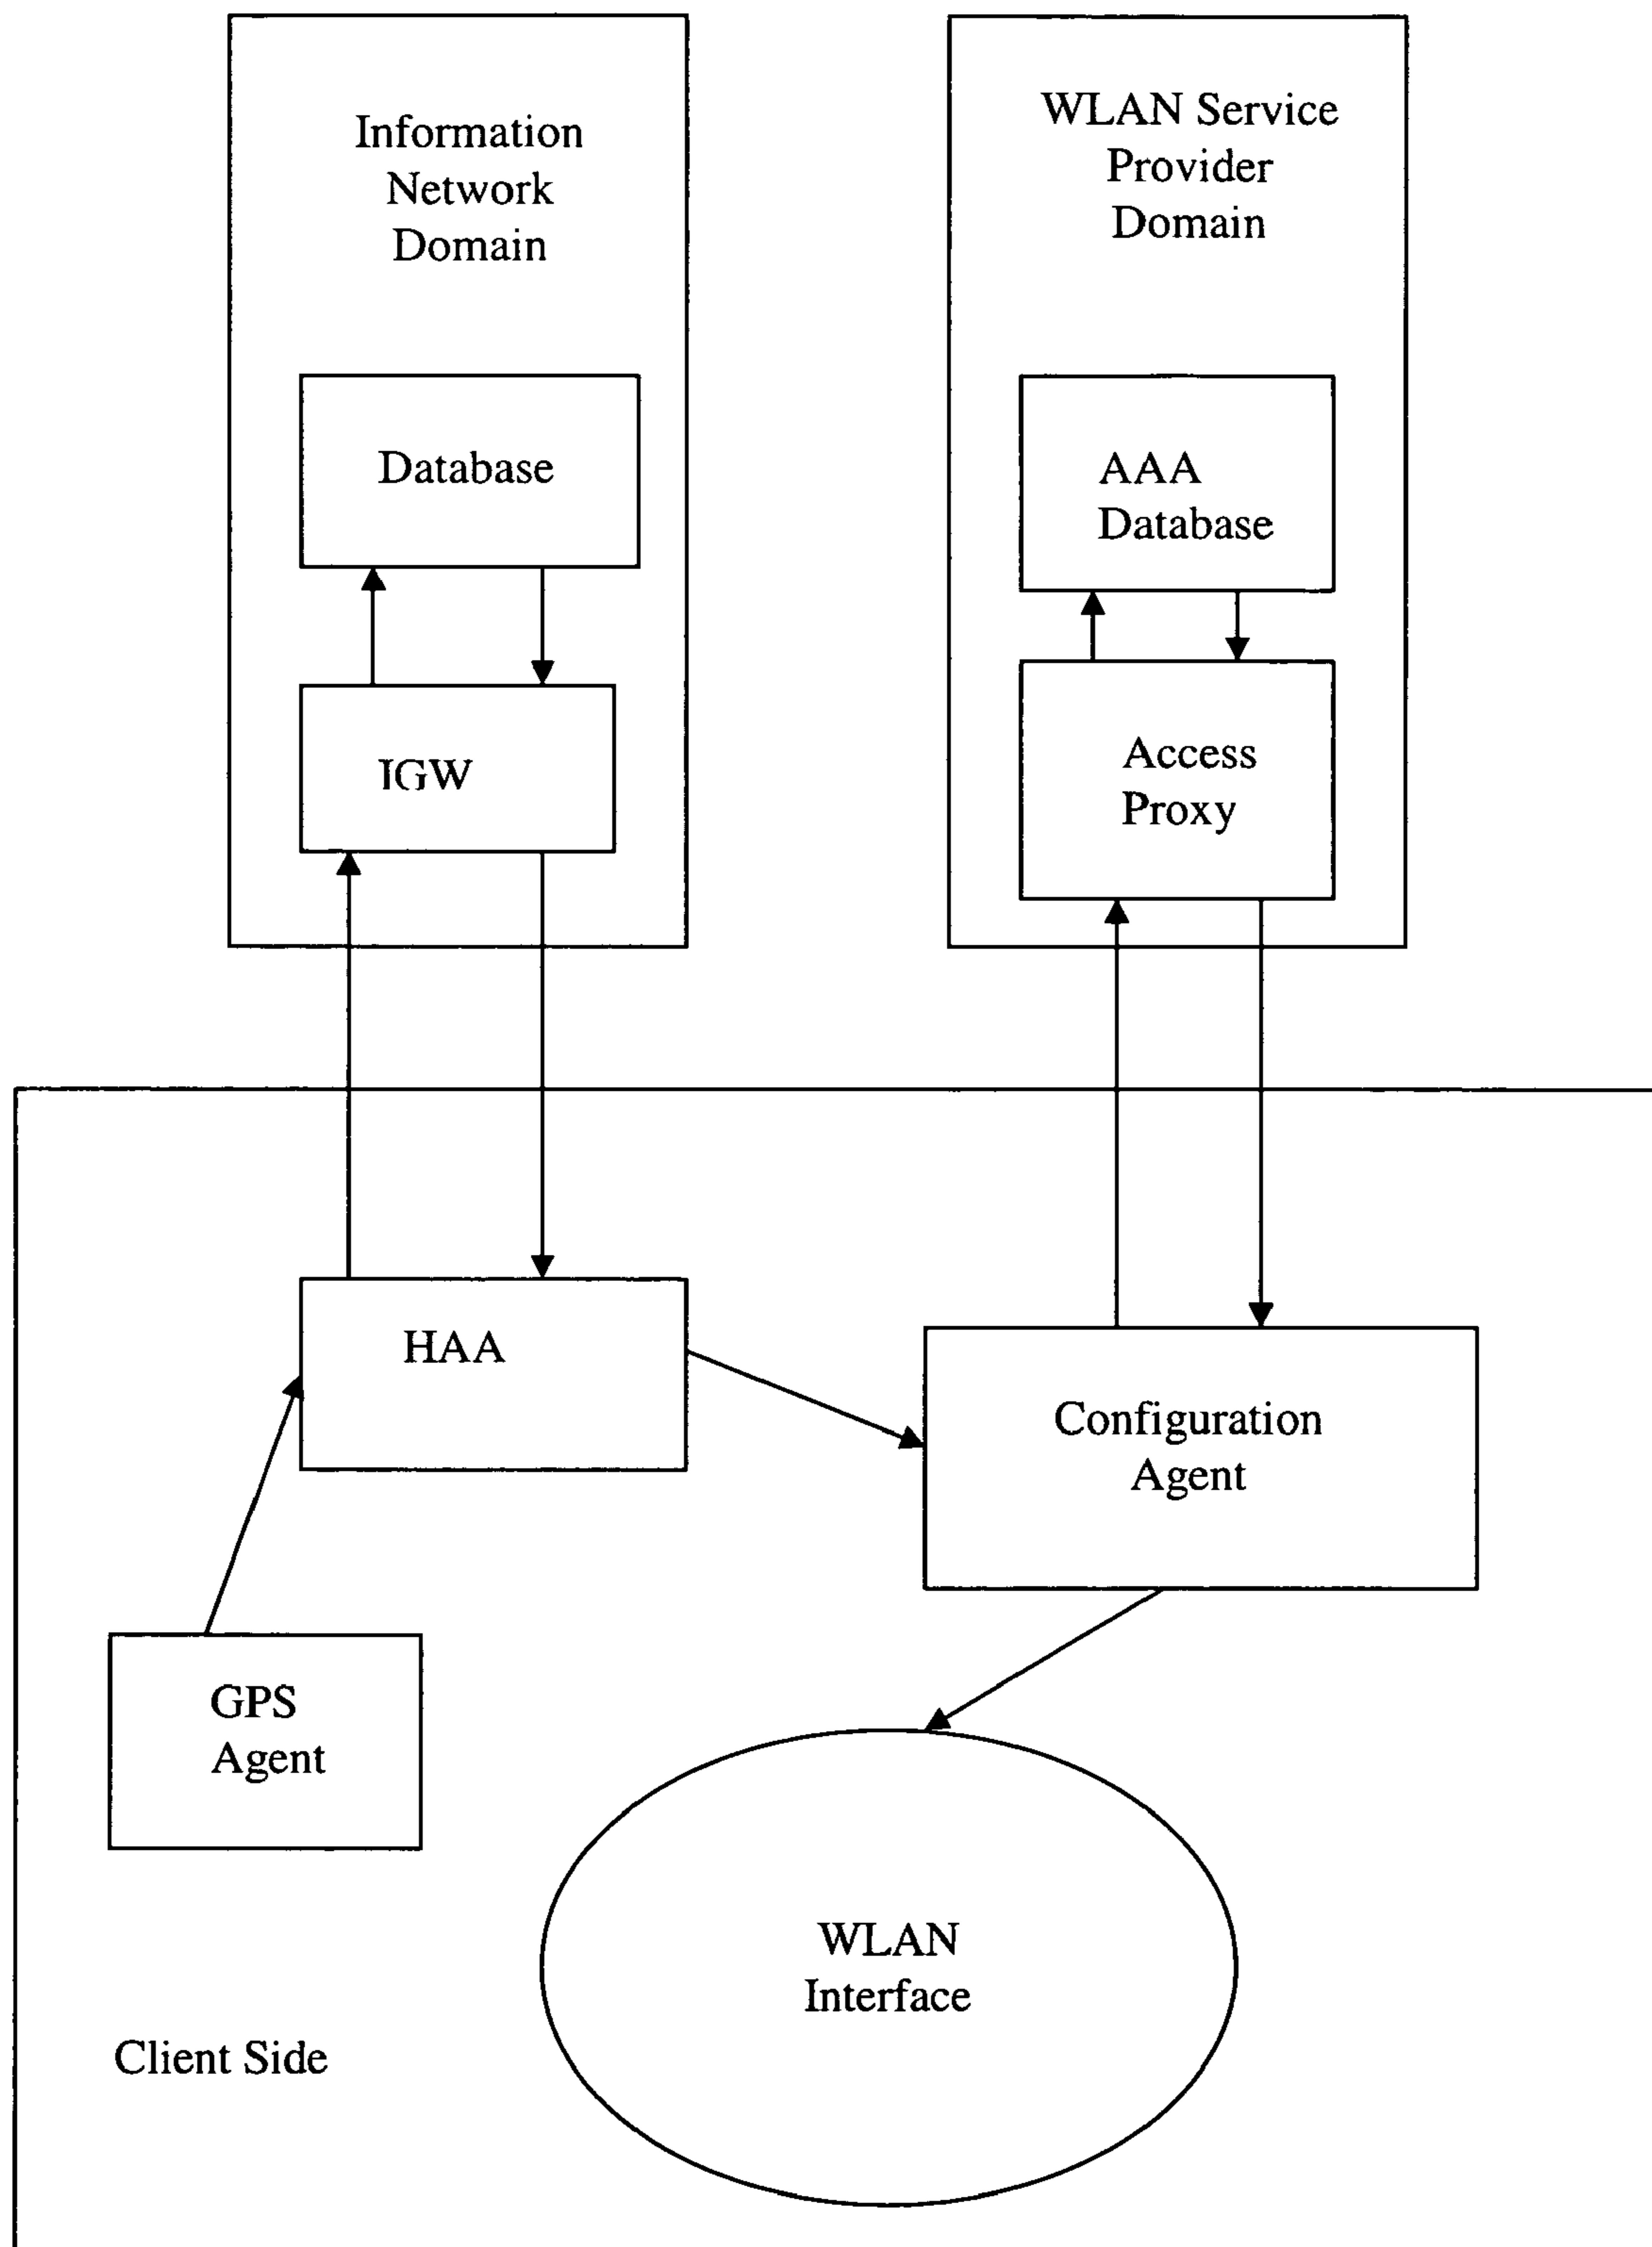 Information
Network
Domain
WLAN Service
Provider
Domain
Database
AAA
Database
IGW
Access
Proxy
HAA
Configuration
Agent
GPS
Agent
WLAN
Interface
Client Side